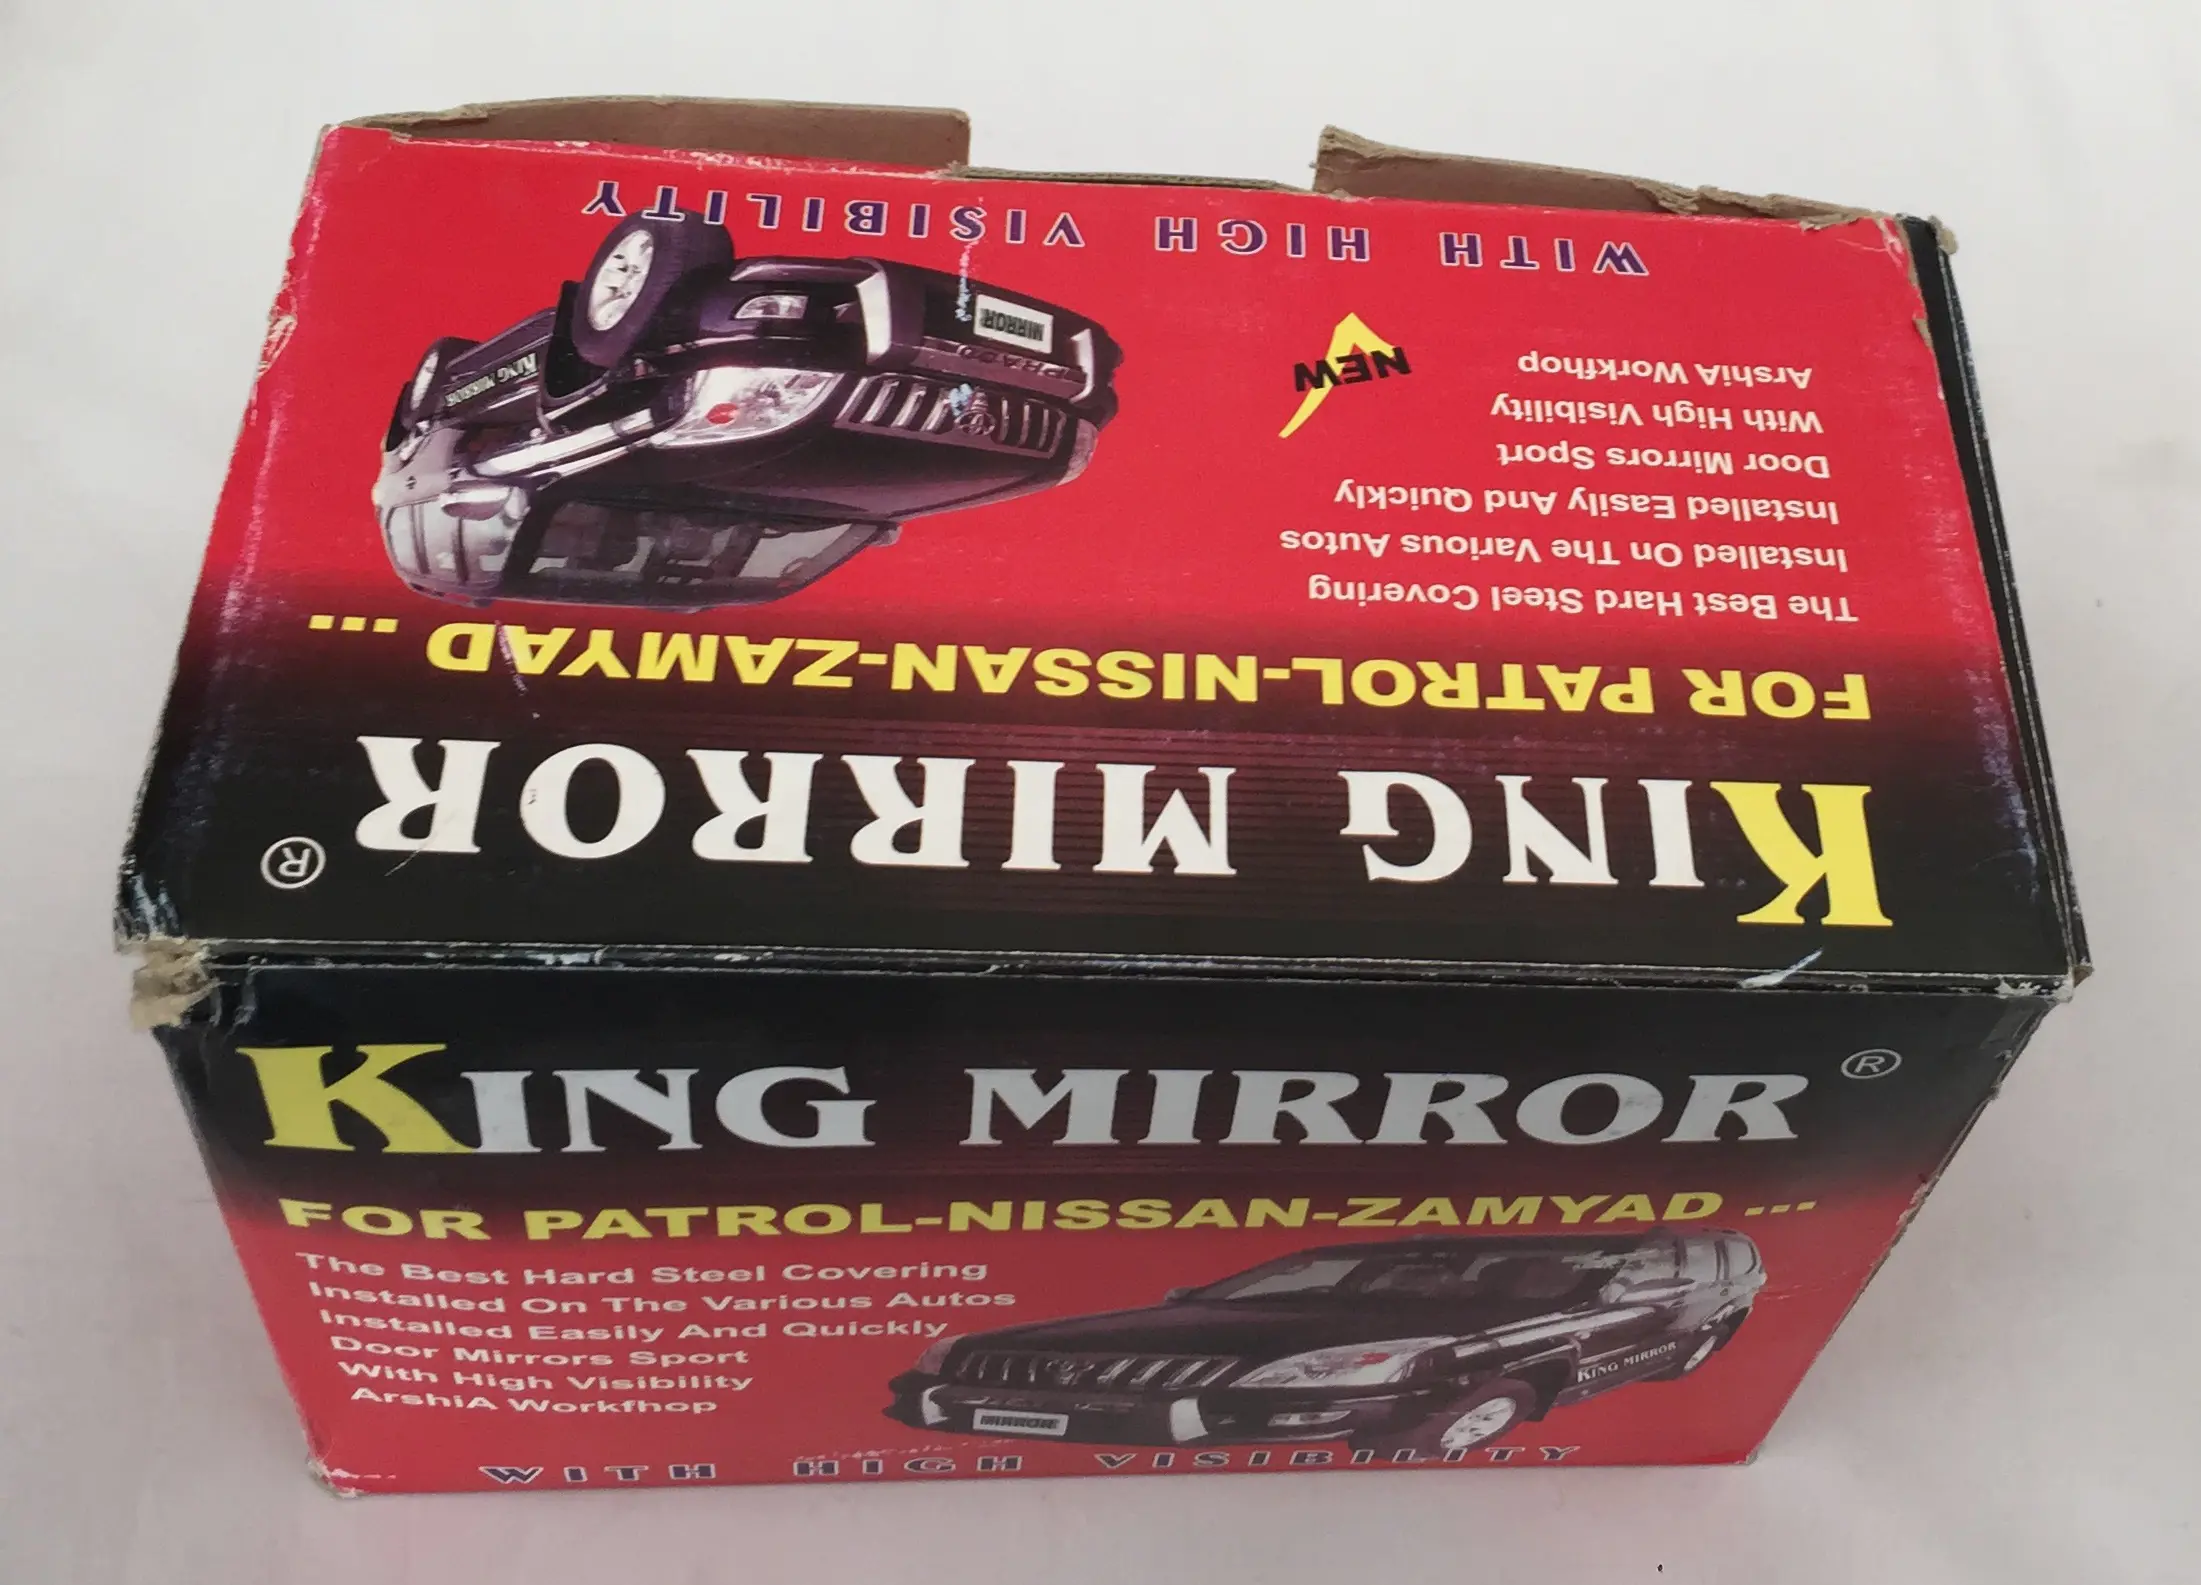 WITH HIGH VISIBILITY
MIRROR
PRADO
KING MIRROR
NEW
ArshiA Workfhop
With High Visibility
Door Mirrors Sport
Installed Easily And Quickly
Installed On The Various Autos
The Best Hard Steel Covering
FOR PATROL-NISSAN-ZAMYAD ...
KING MIRROR ®
KING MIRROR ®
FOR PATROL-NISSAN-ZAMYAD ...
The Best Hard Steel Covering
Installed On The Various Autos
Installed Easily And Quickly
Door Mirrors Sport
With High Visibility
ArshiA Workfhop
KING MIRROR
MIRROR
WITH HIGH VISIBILITY